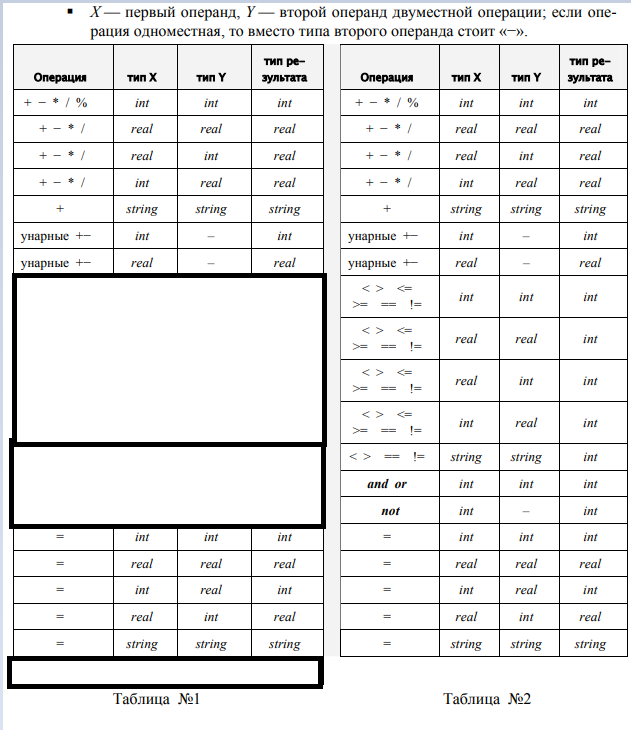 ▪ X — первый операнд, Y — второй операнд двуместной операции; если опе-
рация одноместная, то вместо типа второго операнда стоит «−».
Операция тип X тип Y тип ре-зультата
+ − * / % int int int
+ − * / real real real
+ − * / real int real
+ − * / int real real
+ string string string
унарные +− int – int
унарные +− real – real
= int int int
= real real real
= int real int
= real int real
= string string string
Таблица №1
Операция тип X тип Y тип ре-зультата
+ − * / % int int int
+ − * / real real real
+ − * / real int real
+ − * / int real real
+ string string string
унарные +− int – int
унарные +− real – real
< > <=
>= == != int int int
< > <=
>= == != real real int
< > <=
>= == != real int int
< > <=
>= == != int real int
< > == != string string int
and or int int int
not int – int
= int int int
= real real real
= int real int
= real int real
= string string string
Таблица №2